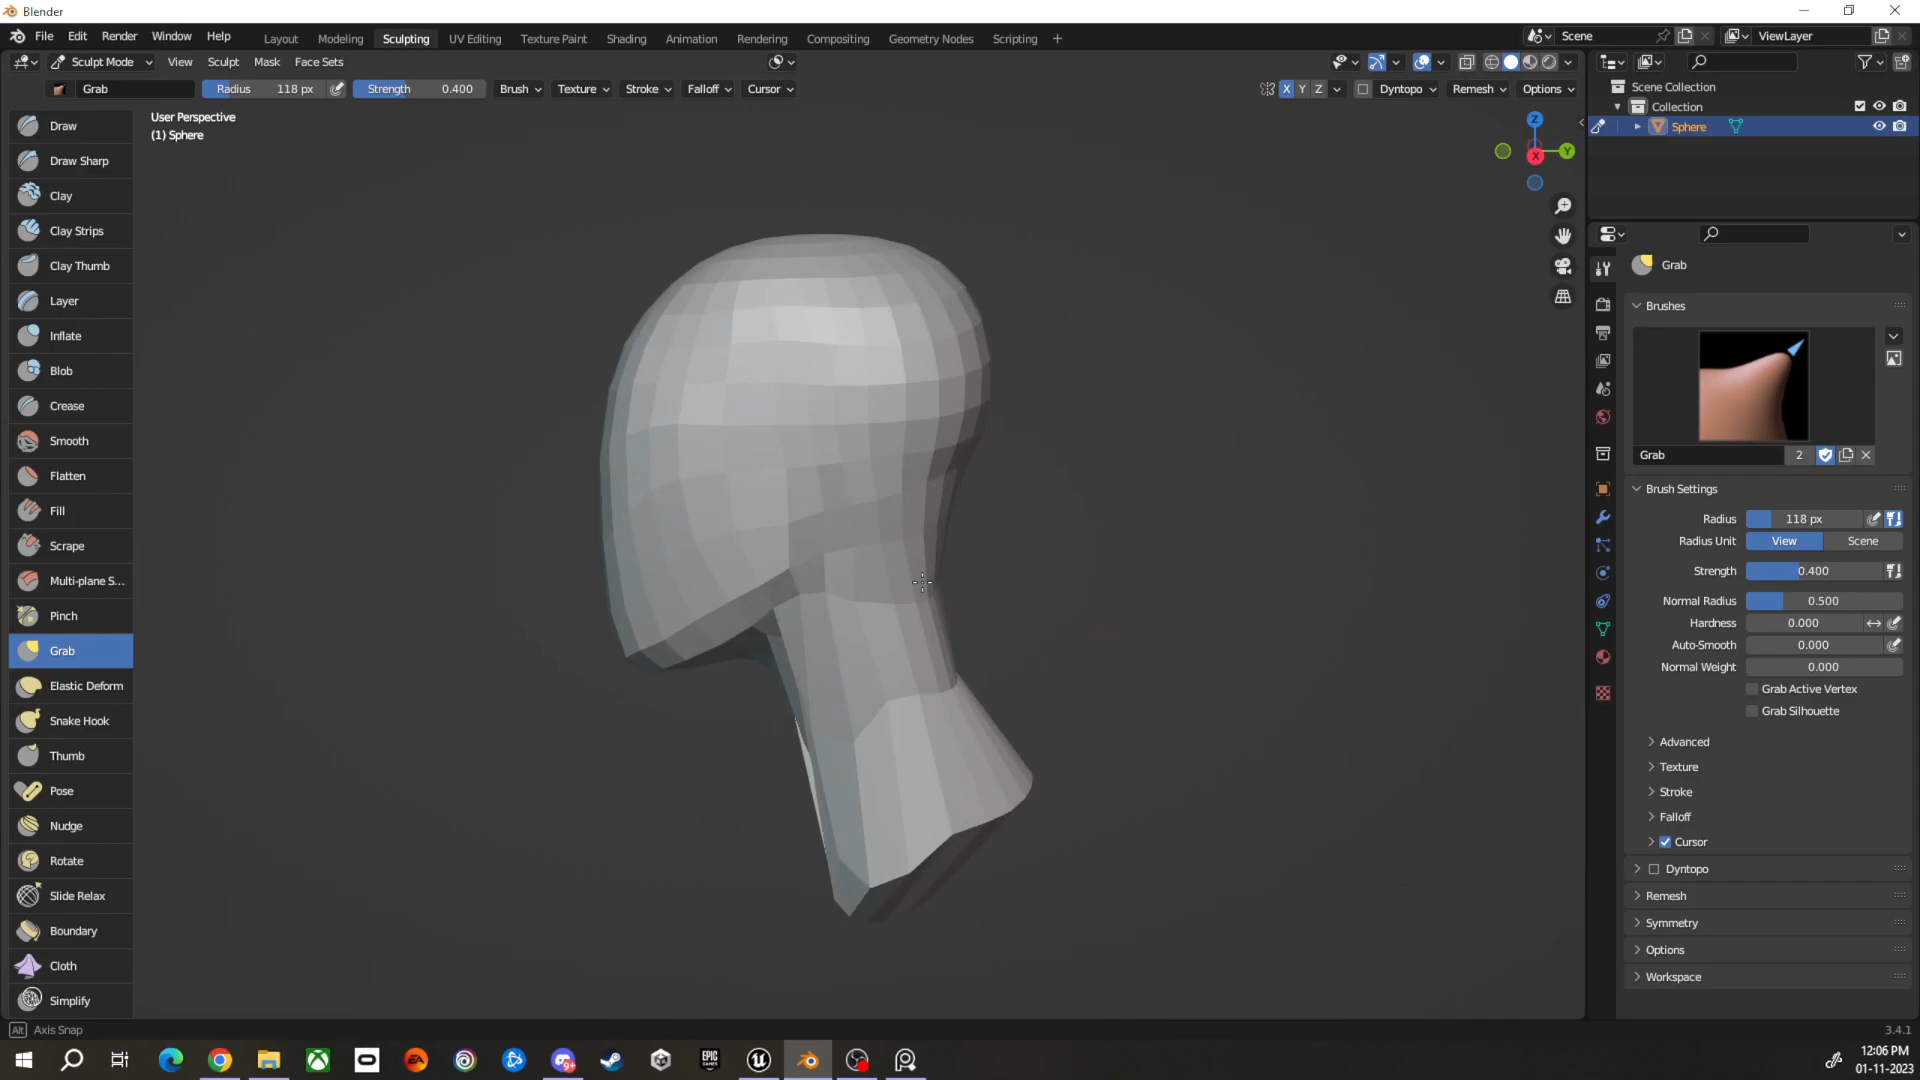 Blender
File Edit Render Window Help Layout Modeling Sculpting UV Editing Texture Paint Shading Animation Rendering Compositing Geometry Nodes Scripting + Scene ViewLayer
Sculpt Mode View Sculpt Mask Face Sets
Grab Radius 118 px Strength 0.400 Brush Texture Stroke Falloff Cursor X Y Z Dyntopo Remesh Options
User Perspective
(1) Sphere
Z
Y
X
Draw
Draw Sharp
Clay
Clay Strips
Clay Thumb
Layer
Inflate
Blob
Crease
Smooth
Flatten
Fill
Scrape
Multi-plane S...
Pinch
Grab
Elastic Deform
Snake Hook
Thumb
Pose
Nudge
Rotate
Slide Relax
Boundary
Cloth
Simplify
Scene Collection
Collection
Sphere
Grab
Brushes
Grab 2
Brush Settings
Radius 118 px
Radius Unit View Scene
Strength 0.400
Normal Radius 0.500
Hardness 0.000
Auto-Smooth 0.000
Normal Weight 0.000
Grab Active Vertex
Grab Silhouette
Advanced
Texture
Stroke
Falloff
Cursor
Dyntopo
Remesh
Symmetry
Options
Workspace
Alt Axis Snap 3.4.1
EA 9+ EPIC GAMES
12:06 PM
01-11-2023